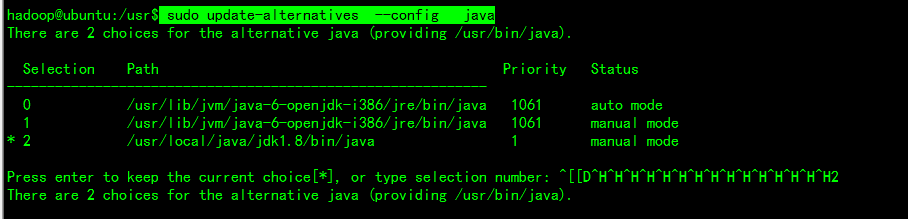 hadoop@ubuntu:/usr$ sudo update-alternatives --config java
There are 2 choices for the alternative java (providing /usr/bin/java).
Selection Path Priority Status
------------------------------------------------------------
0 /usr/lib/jvm/java-6-openjdk-i386/jre/bin/java 1061 auto mode
1 /usr/lib/jvm/java-6-openjdk-i386/jre/bin/java 1061 manual mode
* 2 /usr/local/java/jdk1.8/bin/java 1 manual mode
Press enter to keep the current choice[*], or type selection number: ^[[D^H^H^H^H^H^H^H^H^H^H^H^H^H^H^H2
There are 2 choices for the alternative java (providing /usr/bin/java).